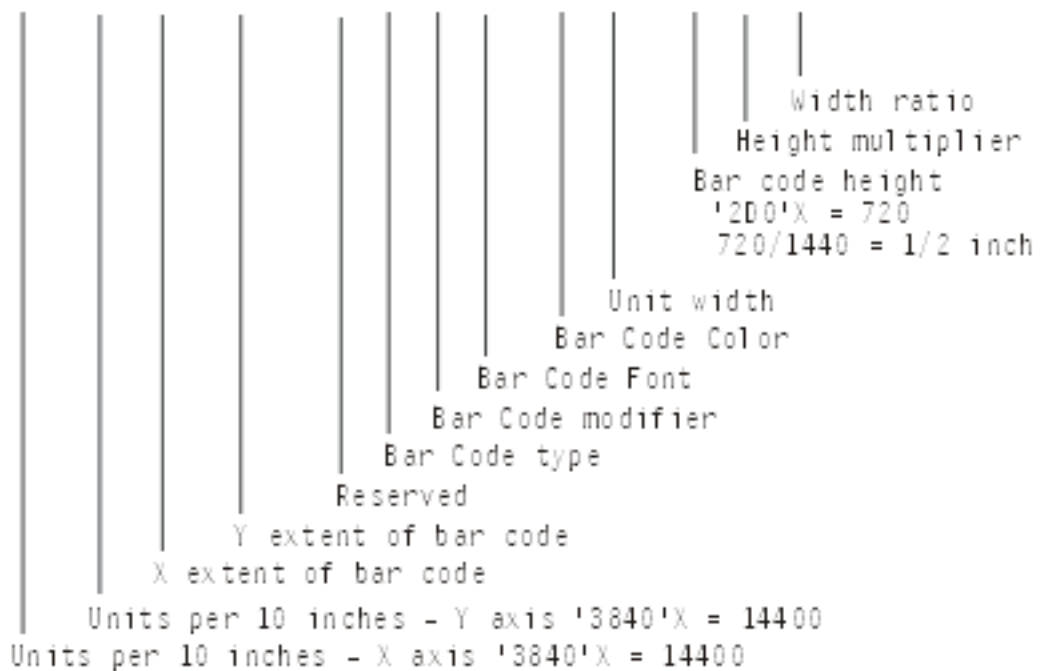 Width ratio
Height multiplier
Bar code height
'2D0'X = 720
720/1440 = 1/2 inch
Unit width
Bar Code Color
Bar Code Font
Bar Code modifier
Bar Code type
Reserved
Y extent of bar code
X extent of bar code
Units per 10 inches - Y axis '3840'X = 14400
Units per 10 inches - X axis '3840'X = 14400